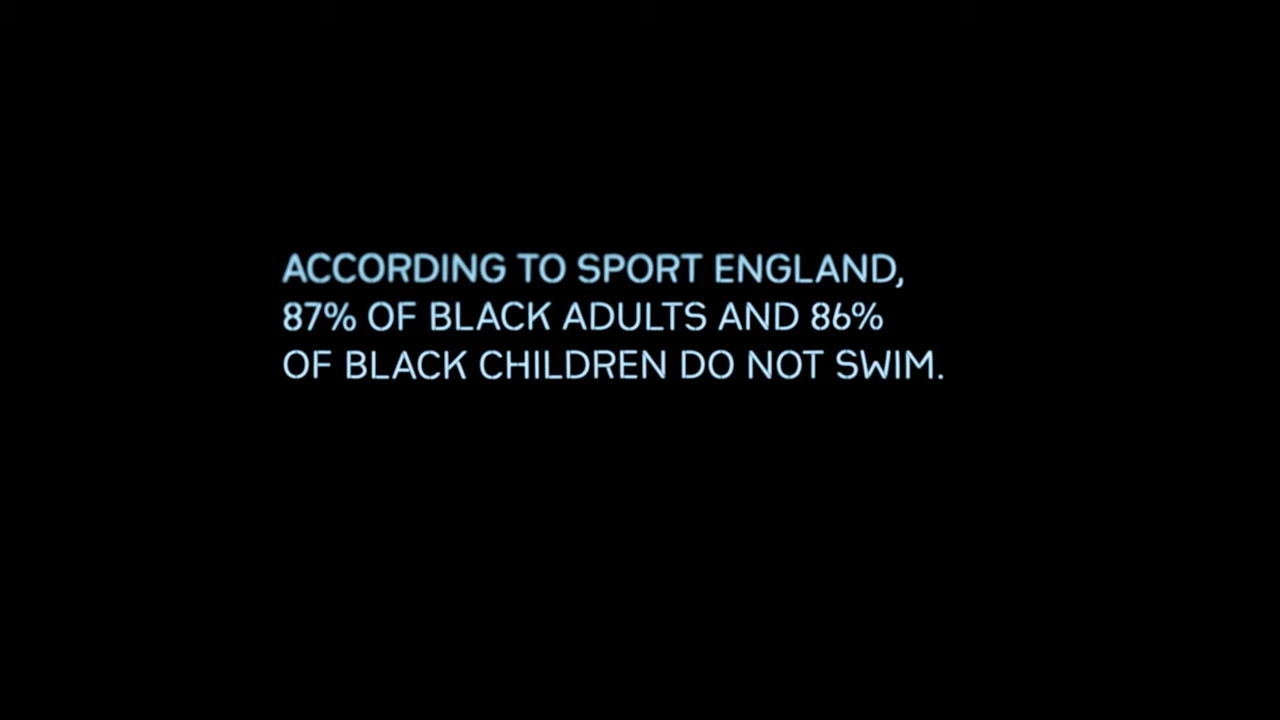 ACCORDING TO SPORT ENGLAND,
87% OF BLACK ADULTS AND 86%
OF BLACK CHILDREN DO NOT SWIM.